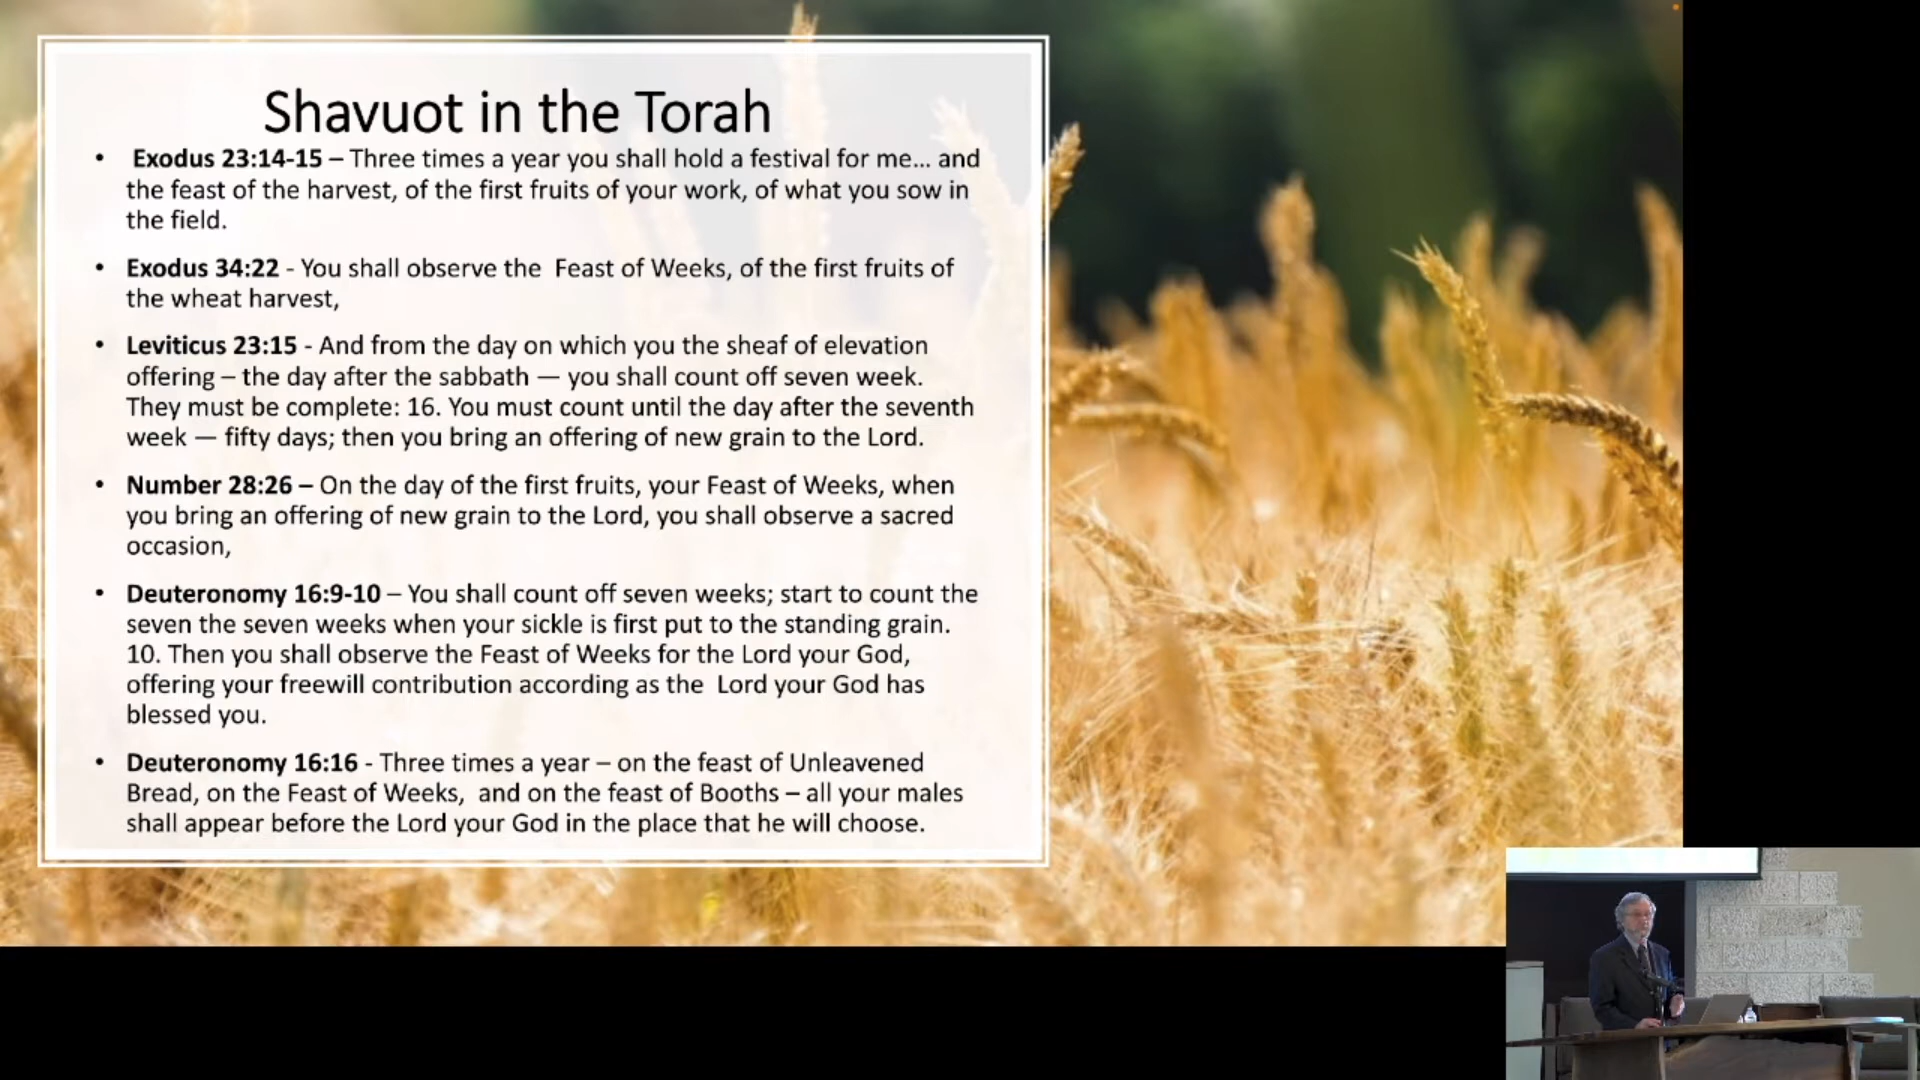 Shavuot in the Torah
• Exodus 23:14-15 – Three times a year you shall hold a festival for me... and
the feast of the harvest, of the first fruits of your work, of what you sow in
the field.
• Exodus 34:22 - You shall observe the Feast of Weeks, of the first fruits of
the wheat harvest,
• Leviticus 23:15 - And from the day on which you the sheaf of elevation
offering – the day after the sabbath — you shall count off seven week.
They must be complete: 16. You must count until the day after the seventh
week — fifty days; then you bring an offering of new grain to the Lord.
• Number 28:26 – On the day of the first fruits, your Feast of Weeks, when
you bring an offering of new grain to the Lord, you shall observe a sacred
occasion,
• Deuteronomy 16:9-10 – You shall count off seven weeks; start to count the
seven the seven weeks when your sickle is first put to the standing grain.
10. Then you shall observe the Feast of Weeks for the Lord your God,
offering your freewill contribution according as the Lord your God has
blessed you.
• Deuteronomy 16:16 - Three times a year – on the feast of Unleavened
Bread, on the Feast of Weeks, and on the feast of Booths – all your males
shall appear before the Lord your God in the place that he will choose.